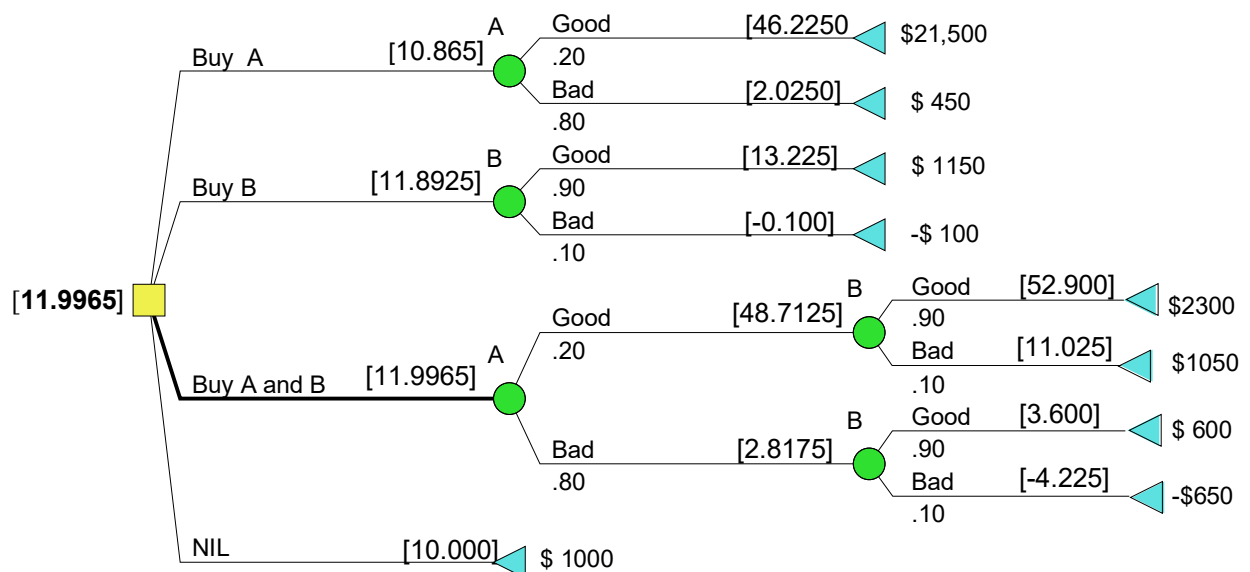 A
Good
[46.2250
$21,500
Buy A
[10.865]
.20
Bad
[2.0250]
$ 450
.80
B
Good
[13.225]
$ 1150
Buy B
[11.8925]
.90
Bad
[-0.100]
-$ 100
.10
[11.9965]
B
Good
[52.900]
$2300
Good
[48.7125]
.90
A
.20
Bad
[11.025]
$1050
Buy A and B
[11.9965]
.10
B
Good
[3.600]
$ 600
Bad
[2.8175]
.90
.80
Bad
[-4.225]
-$650
.10
NIL
[10.000]
$ 1000